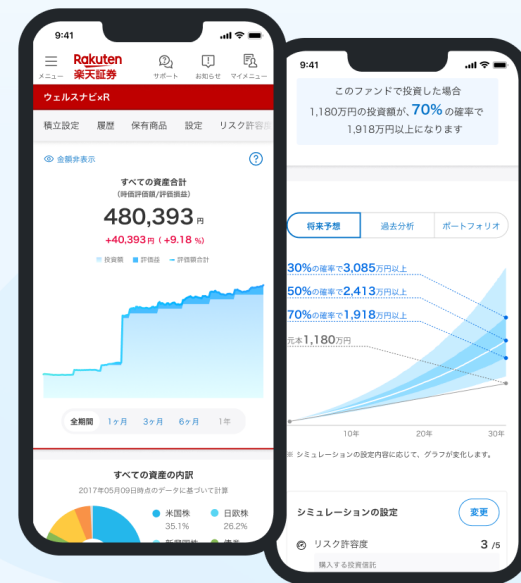 9:41
Rakuten
楽天証券
メニュー
サポート
お知らせ
マイメニュー
ウェルスナビ×R
積立設定 履歴 保有商品 設定 リスク許容度
金額非表示
?
すべての資産合計
(時価評価額/評価損益)
480,393 円
+40,393 円 ( +9.18 %)
投資額 評価益 評価額合計
全期間 1ヶ月 3ヶ月 6ヶ月 1年
すべての資産の内訳
2017年05月09日時点のデータに基づいて計算
米国株 日欧株
35.1% 26.2%
9:41
このファンドで投資した場合
1,180万円の投資額が、70% の確率で
1,918万円以上になります
将来予想 過去分析 ポートフォリオ
30%の確率で3,085万円以上
50%の確率で2,413万円以上
70%の確率で1,918万円以上
元本1,180万円
10年 20年 30年
※ シミュレーションの設定内容に応じて、グラフが変化します。
シミュレーションの設定
変更
リスク許容度 3 /5
購入する投資信託